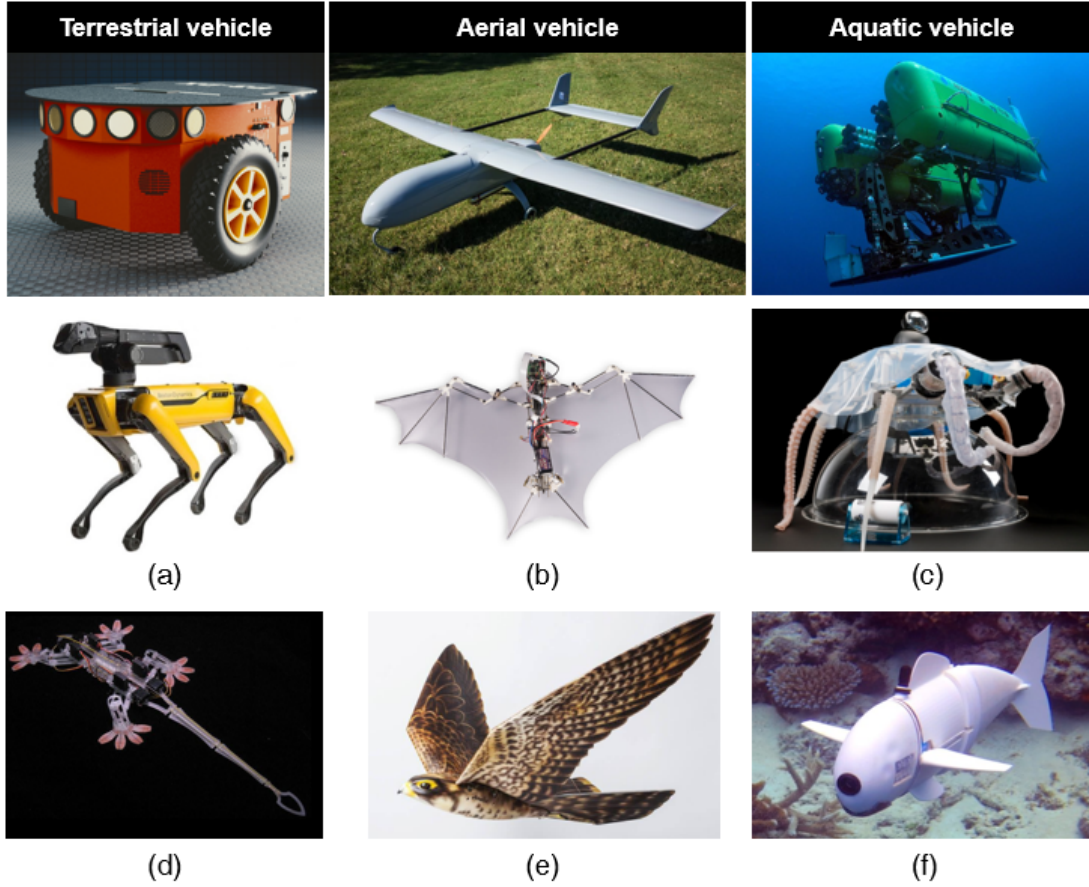 Terrestrial vehicle
Aerial vehicle
Aquatic vehicle
(a)
(b)
(c)
(d)
(e)
(f)